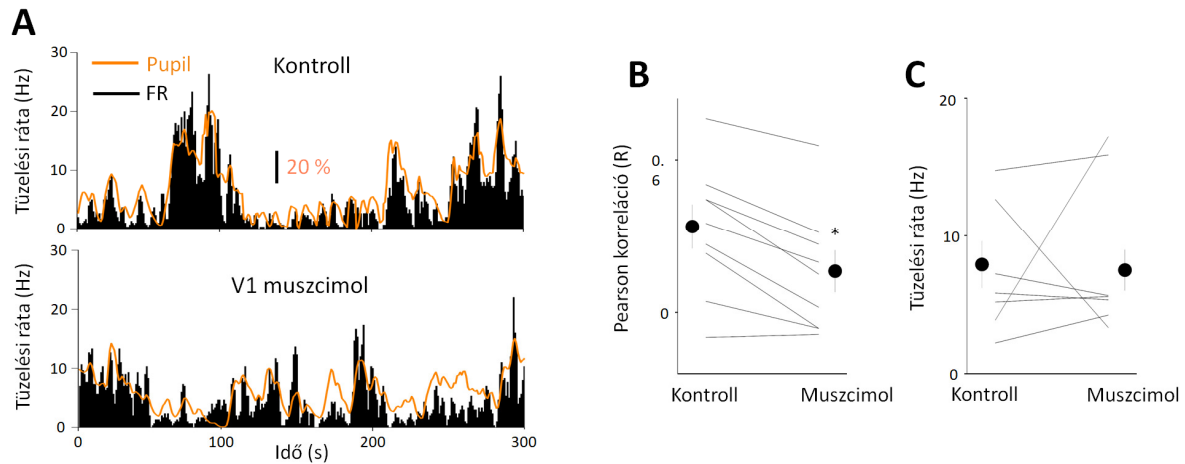 A
Tüzelési ráta (Hz)
30
20
10
0
Pupil
FR
Kontroll
20 %
Tüzelési ráta (Hz)
30
20
10
0
V1 muszcimol
0
100
200
300
Idő (s)
B
Pearson korreláció (R)
0.
6
0
*
Kontroll
Muszcimol
C
Tüzelési ráta (Hz)
20
10
0
Kontroll
Muszcimol